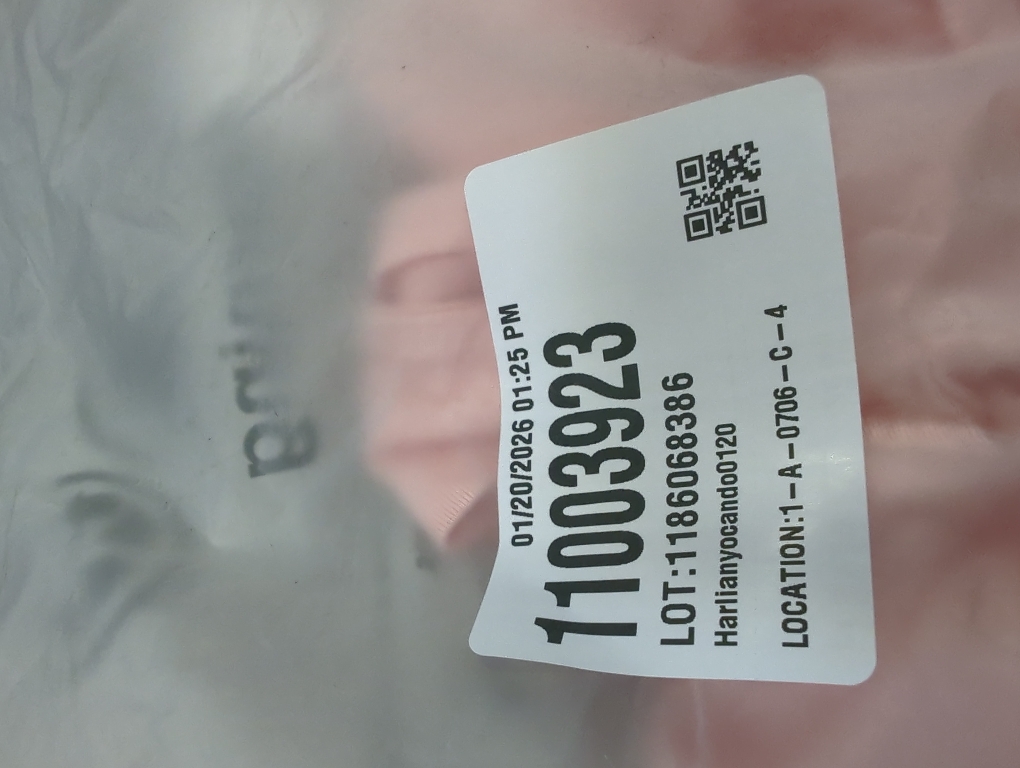 01/20/2026 01:25 PM
11003923
LOT:1186068386
Harlianyocando0120
LOCATION:1-A-0706-C-4